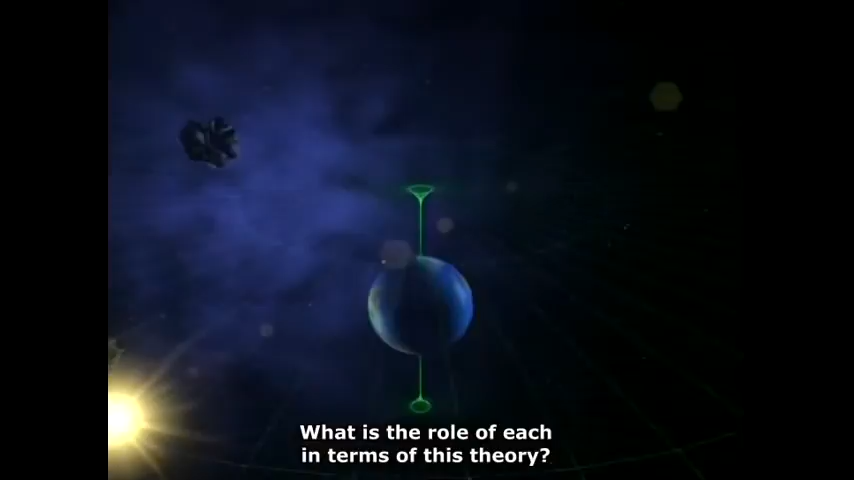 What is the role of each
in terms of this theory?